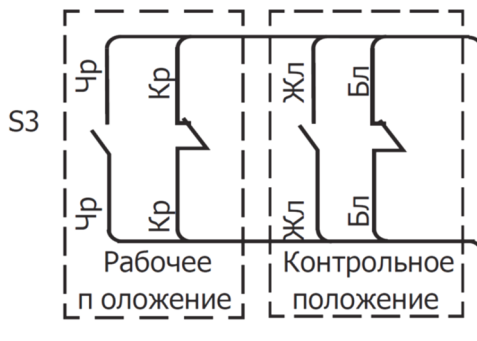 Чр Кр Жл Бл
S3
Чр Кр Жл Бл
Рабочее
п оложение
Контрольное
положение